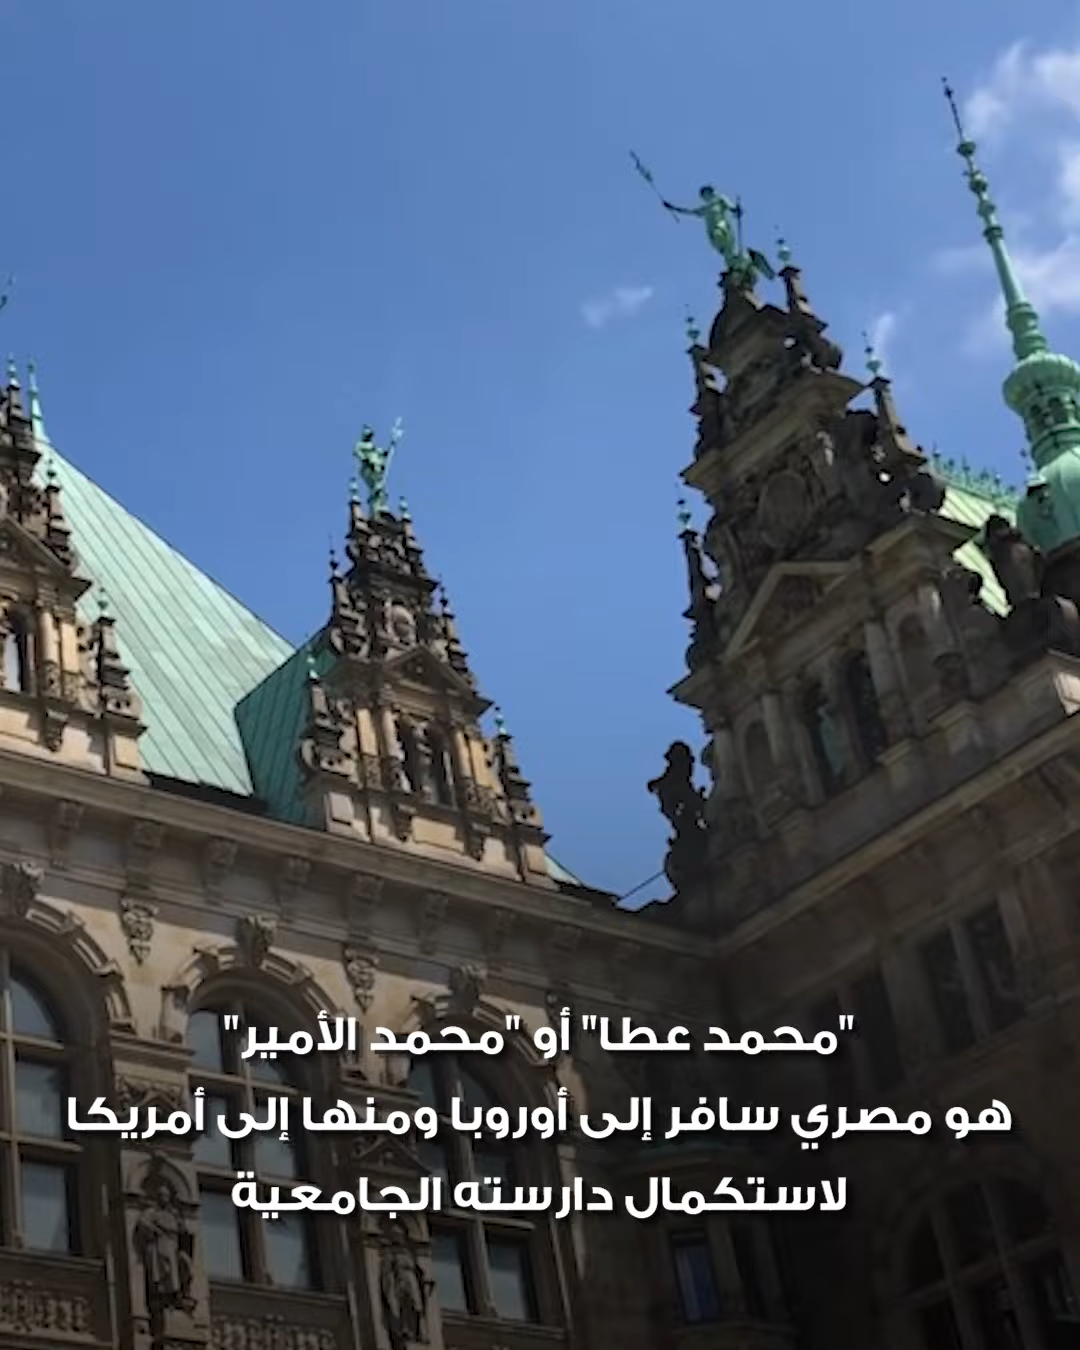 "محمد عطا" أو "محمد الأمير"
هو مصري سافر إلى أوروبا ومنها إلى أمريكا
لاستكمال دارسته الجامعية